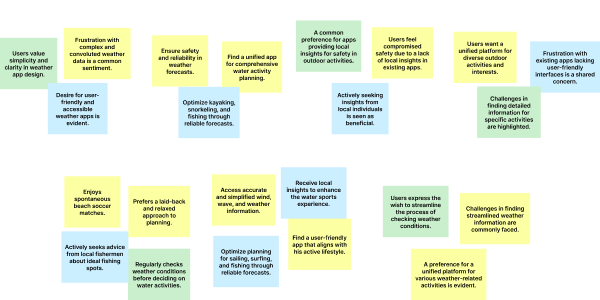 Users value
simplicity and
clarity in weather
app design.
Frustration with
complex and
convoluted weather
data is a common
sentiment.
Desire for user-
friendly and
accessible
weather apps is
evident.
Ensure safety
and reliability in
weather
forecasts.
Find a unified app
for comprehensive
water activity
planning.
Optimize kayaking,
snorkeling, and
fishing through
reliable forecasts.
A common
preference for apps
providing local
insights for safety in
outdoor activities.
Users feel
compromised
safety due to a lack
of local insights in
existing apps.
Actively seeking
insights from
local individuals
is seen as
beneficial.
Users want a
unified platform for
diverse outdoor
activities and
interests.
Frustration with
existing apps lacking
user-friendly
interfaces is a shared
concern.
Challenges in
finding detailed
information for
specific activities
are highlighted.
Enjoys
spontaneous
beach soccer
matches.
Prefers a laid-back
and relaxed
approach to
planning.
Actively seeks advice
from local fishermen
about ideal fishing
spots.
Regularly checks
weather conditions
before deciding on
water activities.
Access accurate
and simplified wind,
wave, and weather
information.
Receive local
insights to enhance
the water sports
experience.
Find a user-friendly
app that aligns with
his active lifestyle.
Optimize planning
for sailing, surfing,
and fishing through
reliable forecasts.
Users express the
wish to streamline
the process of
checking weather
conditions.
Challenges in finding
streamlined weather
information are
commonly faced.
A preference for a
unified platform for
various weather-related
activities is evident.